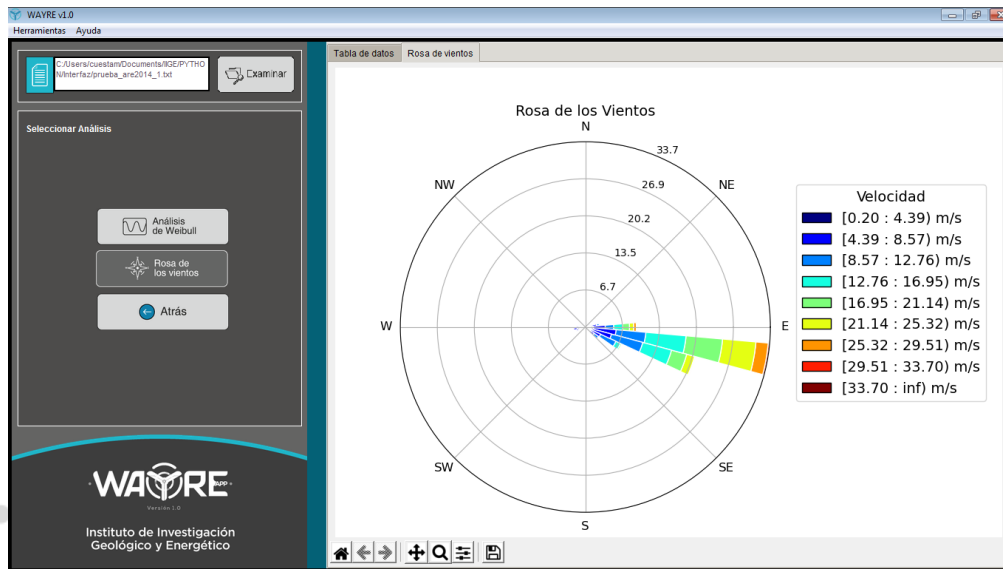 WAYRE v1.0
Herramientas Ayuda
C:/Users/cuestam/Documents/IIGE/PYTHO
N/Interfaz/prueba_are2014_1.txt
Examinar
Seleccionar Análisis
Análisis
de Weibull
Rosa de
los vientos
Atrás
WAYRE
APP
Versión 1.0
Instituto de Investigación
Geológico y Energético
Tabla de datos Rosa de vientos
Rosa de los Vientos
N
33.7
NW
26.9
NE
20.2
13.5
6.7
W
E
SW
SE
S
Velocidad
[0.20 : 4.39) m/s
[4.39 : 8.57) m/s
[8.57 : 12.76) m/s
[12.76 : 16.95) m/s
[16.95 : 21.14) m/s
[21.14 : 25.32) m/s
[25.32 : 29.51) m/s
[29.51 : 33.70) m/s
[33.70 : inf) m/s